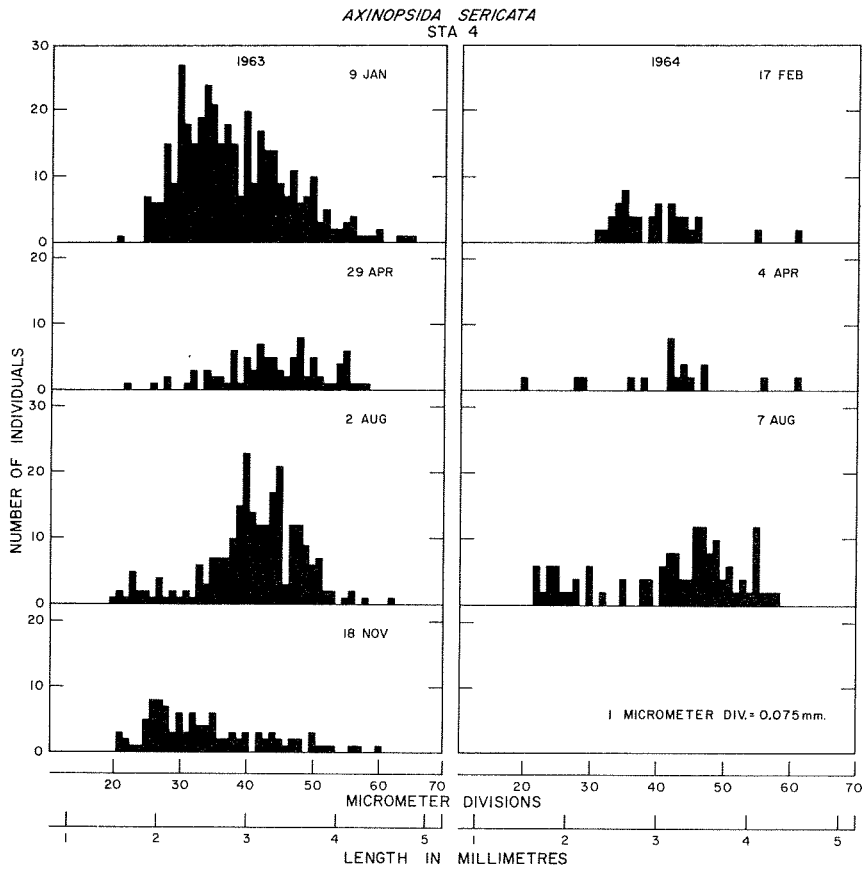 AXINOPSIDA SERICATA
STA 4
1963
9 JAN
30
20
10
0
29 APR
20
10
0
2 AUG
30
20
10
0
18 NOV
20
10
0
1964
17 FEB
4 APR
7 AUG
1 MICROMETER DIV.= 0.075mm.
NUMBER OF INDIVIDUALS
20 30 40 50 60 70
20 30 40 50 60 70
MICROMETER DIVISIONS
1 2 3 4 5
1 2 3 4 5
LENGTH IN MILLIMETRES